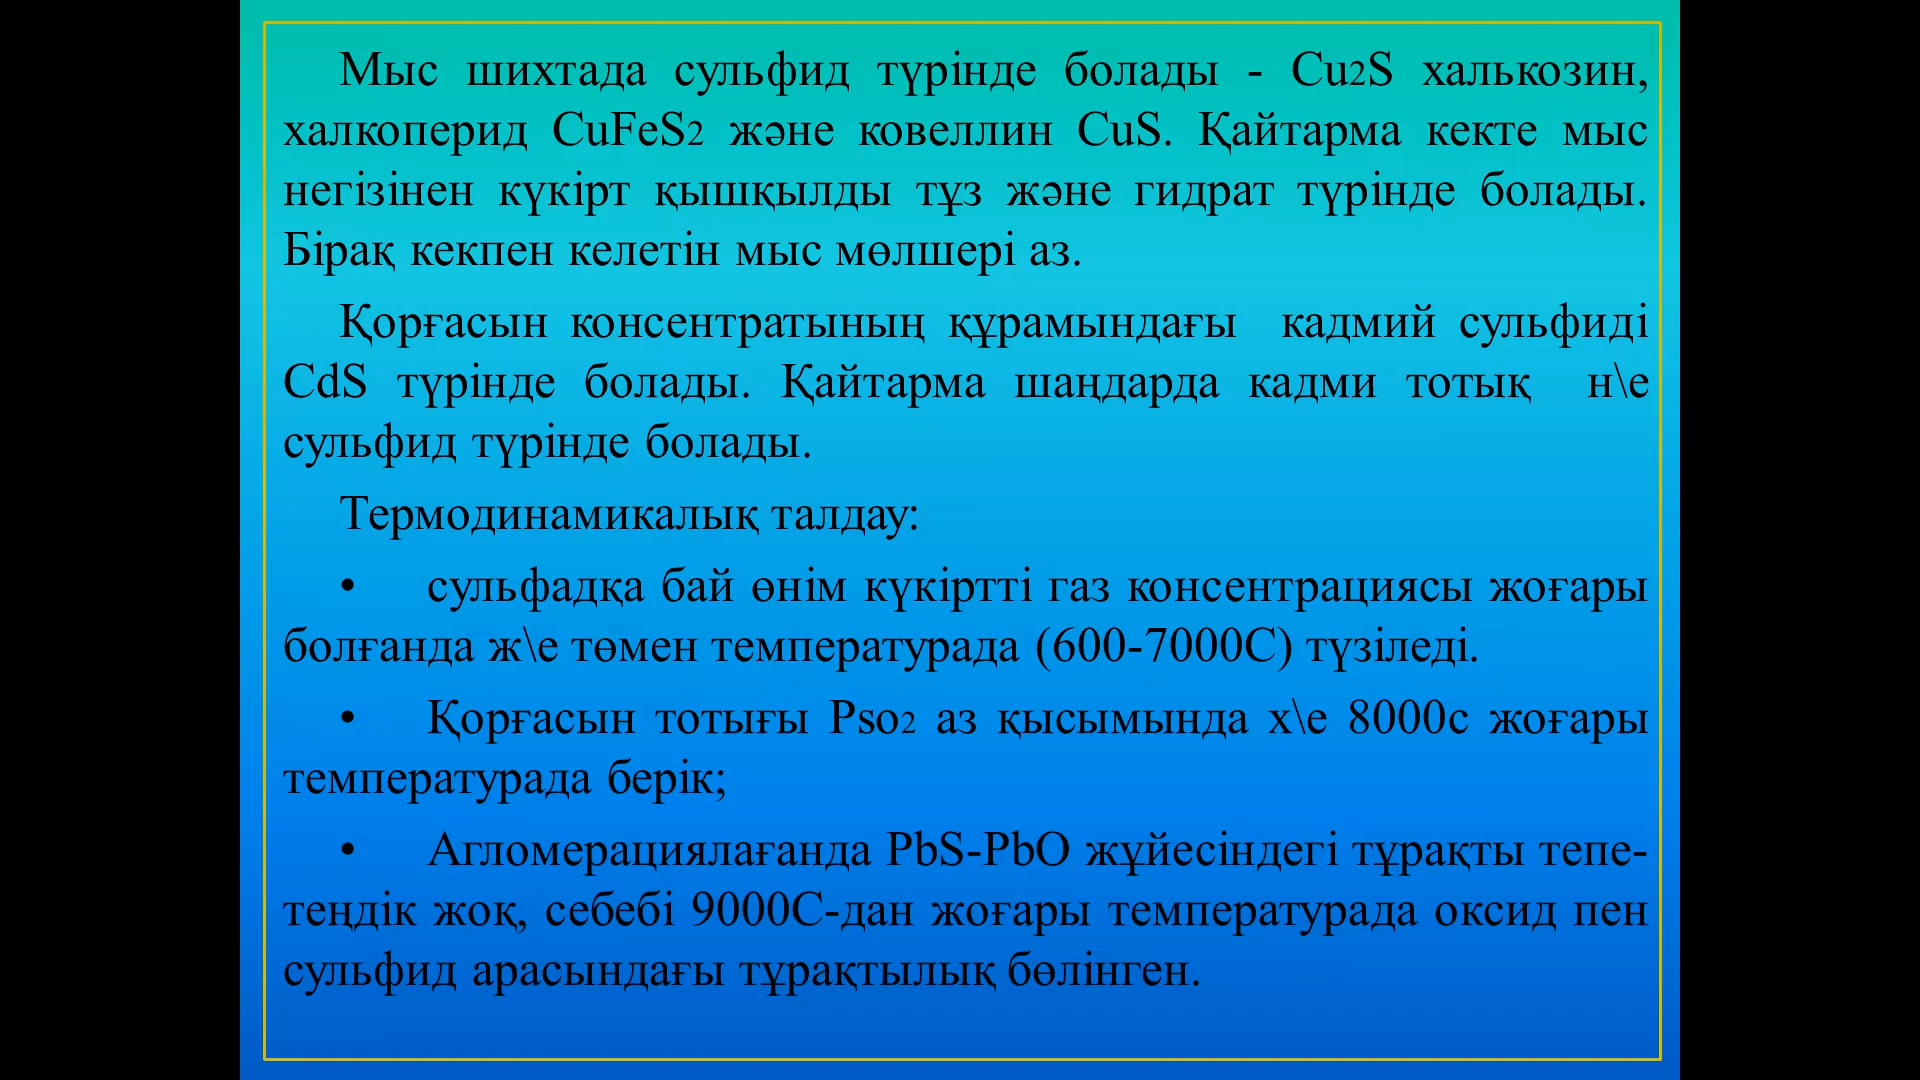 Мыс шихтада сульфид түрінде болады - Cu2S халькозин,
халкоперид CuFeS2 және ковеллин CuS. Қайтарма кекте мыс
негізінен күкірт қышқылды тұз және гидрат түрінде болады.
Бірақ кекпен келетін мыс мөлшері аз.
Қорғасын консентратының құрамындағы кадмий сульфиді
CdS түрінде болады. Қайтарма шаңдарда кадми тотық н\е
сульфид түрінде болады.
Термодинамикалық талдау:
• сульфадқа бай өнім күкіртті газ консентрациясы жоғары
болғанда ж\е төмен температурада (600-7000С) түзіледі.
• Қорғасын тотығы Pso2 аз қысымында х\е 8000с жоғары
температурада берік;
• Агломерациялағанда PbS-PbO жұйесіндегі тұрақты тепе-
теңдік жоқ, себебі 9000С-дан жоғары температурада оксид пен
сульфид арасындағы тұрақтылық бөлінген.